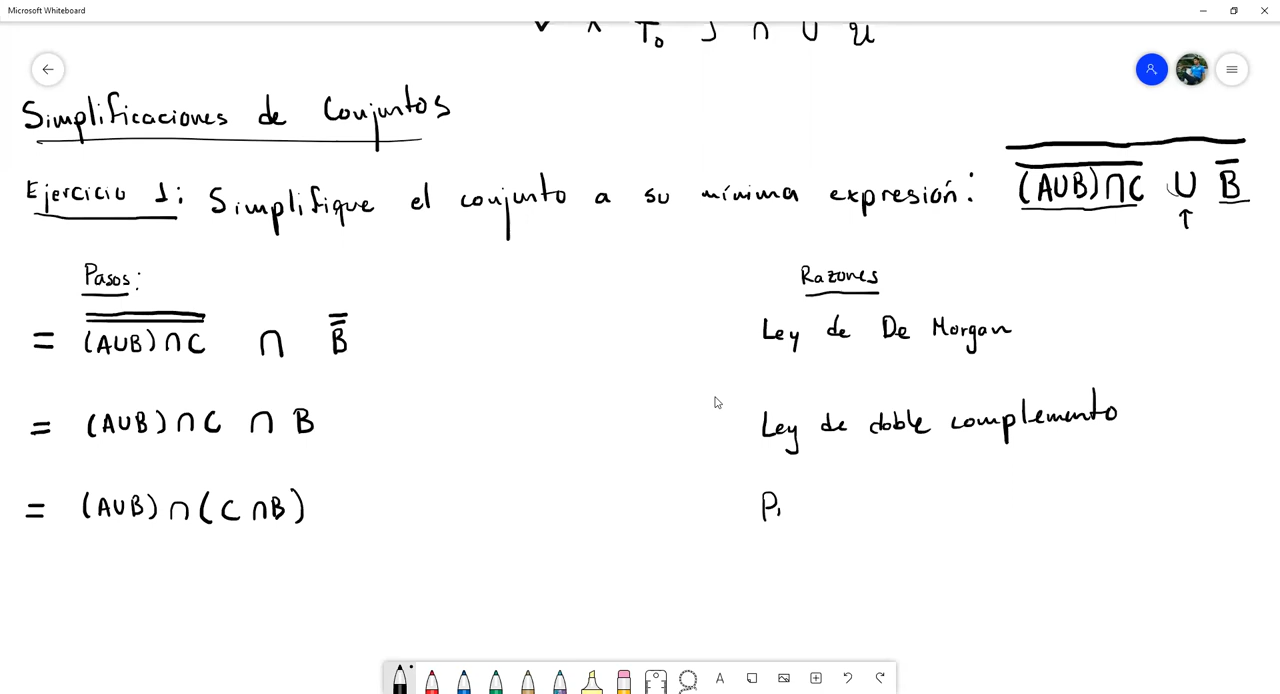 Microsoft Whiteboard
∨ ∧ T₀ ∩ ∪ 𝒰
Simplificaciones de Conjuntos
Ejercicio 1: Simplifique el conjunto a su mínima expresión: (A∪B)∩C ∪ B
Pasos: Razones
= (A∪B)∩C ∩ B Ley de De Morgan
= (A∪B)∩C ∩ B Ley de doble complemento
= (A∪B)∩(C∩B) P